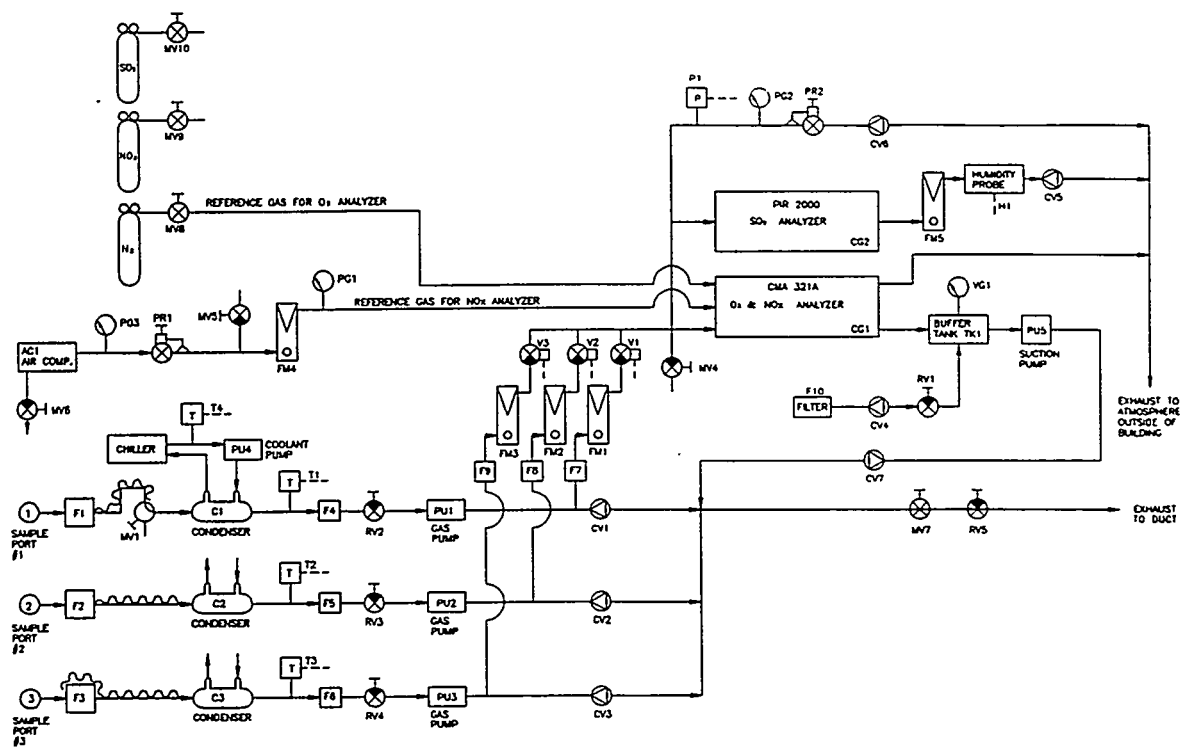 MV10
SO₂
MV9
NO₂
MV8
REFERENCE GAS FOR O₂ ANALYZER
N₂
P1
P
PG2
PR2
CV6
PIR 2000
SO₂ ANALYZER
CG2
FM5
HUMIDITY
PROBE
H1
CV5
PG1
REFERENCE GAS FOR NOx ANALYZER
CMA 321A
O₂ & NOx ANALYZER
CG1
VG1
BUFFER
TANK TK1
PU5
SUCTION
PUMP
PG3
PR1
MV5
FM4
AC1
AIR COMP.
MV6
V3
V2
V1
MV4
F10
FILTER
CV4
RV1
EXHAUST TO
ATMOSPHERE
OUTSIDE OF
BUILDING
FM3
FM2
FM1
T4
T
CHILLER
PU4
COOLANT
PUMP
F9
F8
F7
CV7
1
SAMPLE
PORT
#1
F1
MV1
C1
CONDENSER
T
T1
F4
RV2
PU1
GAS
PUMP
CV1
MV7
RV5
EXHAUST
TO DUCT
2
SAMPLE
PORT
#2
F2
C2
CONDENSER
T
T2
F5
RV3
PU2
GAS
PUMP
CV2
3
SAMPLE
PORT
#3
F3
C3
CONDENSER
T
T3
F6
RV4
PU3
GAS
PUMP
CV3